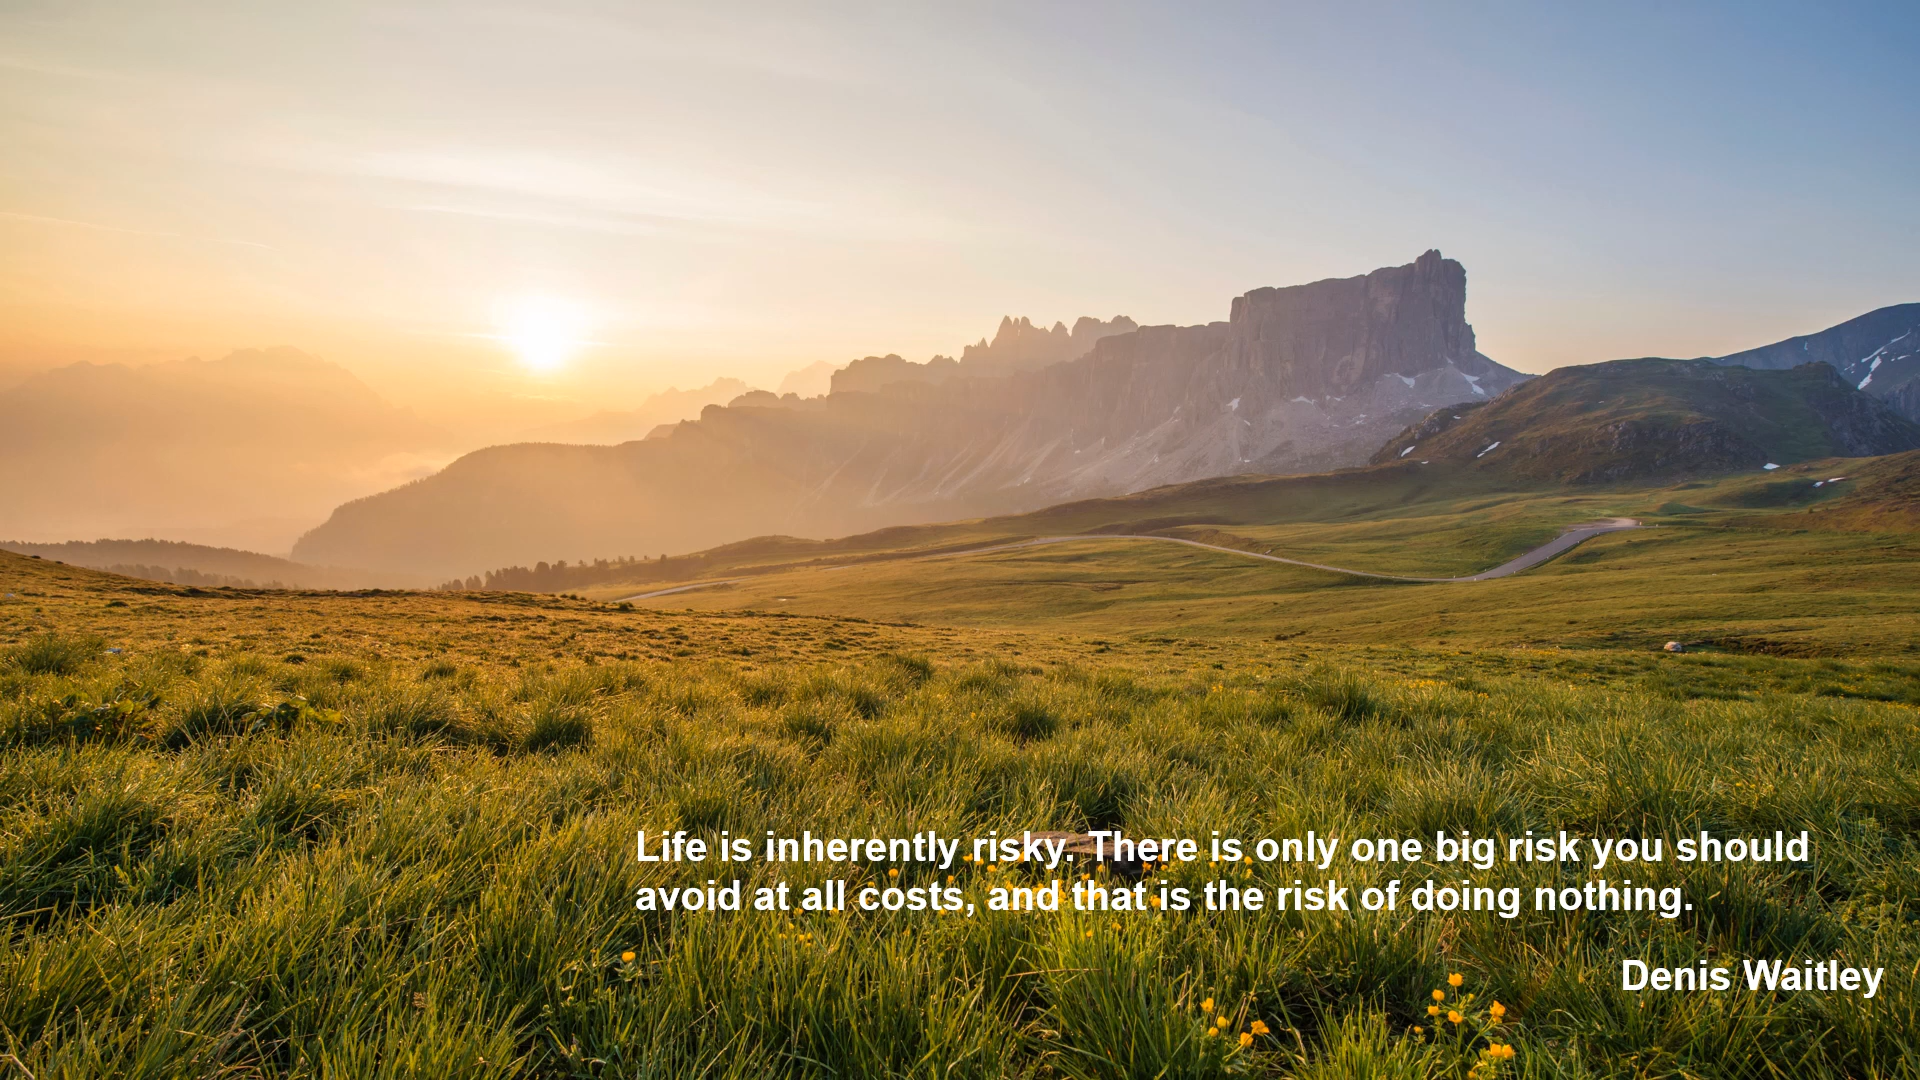 Life is inherently risky. There is only one big risk you should
avoid at all costs, and that is the risk of doing nothing.
Denis Waitley